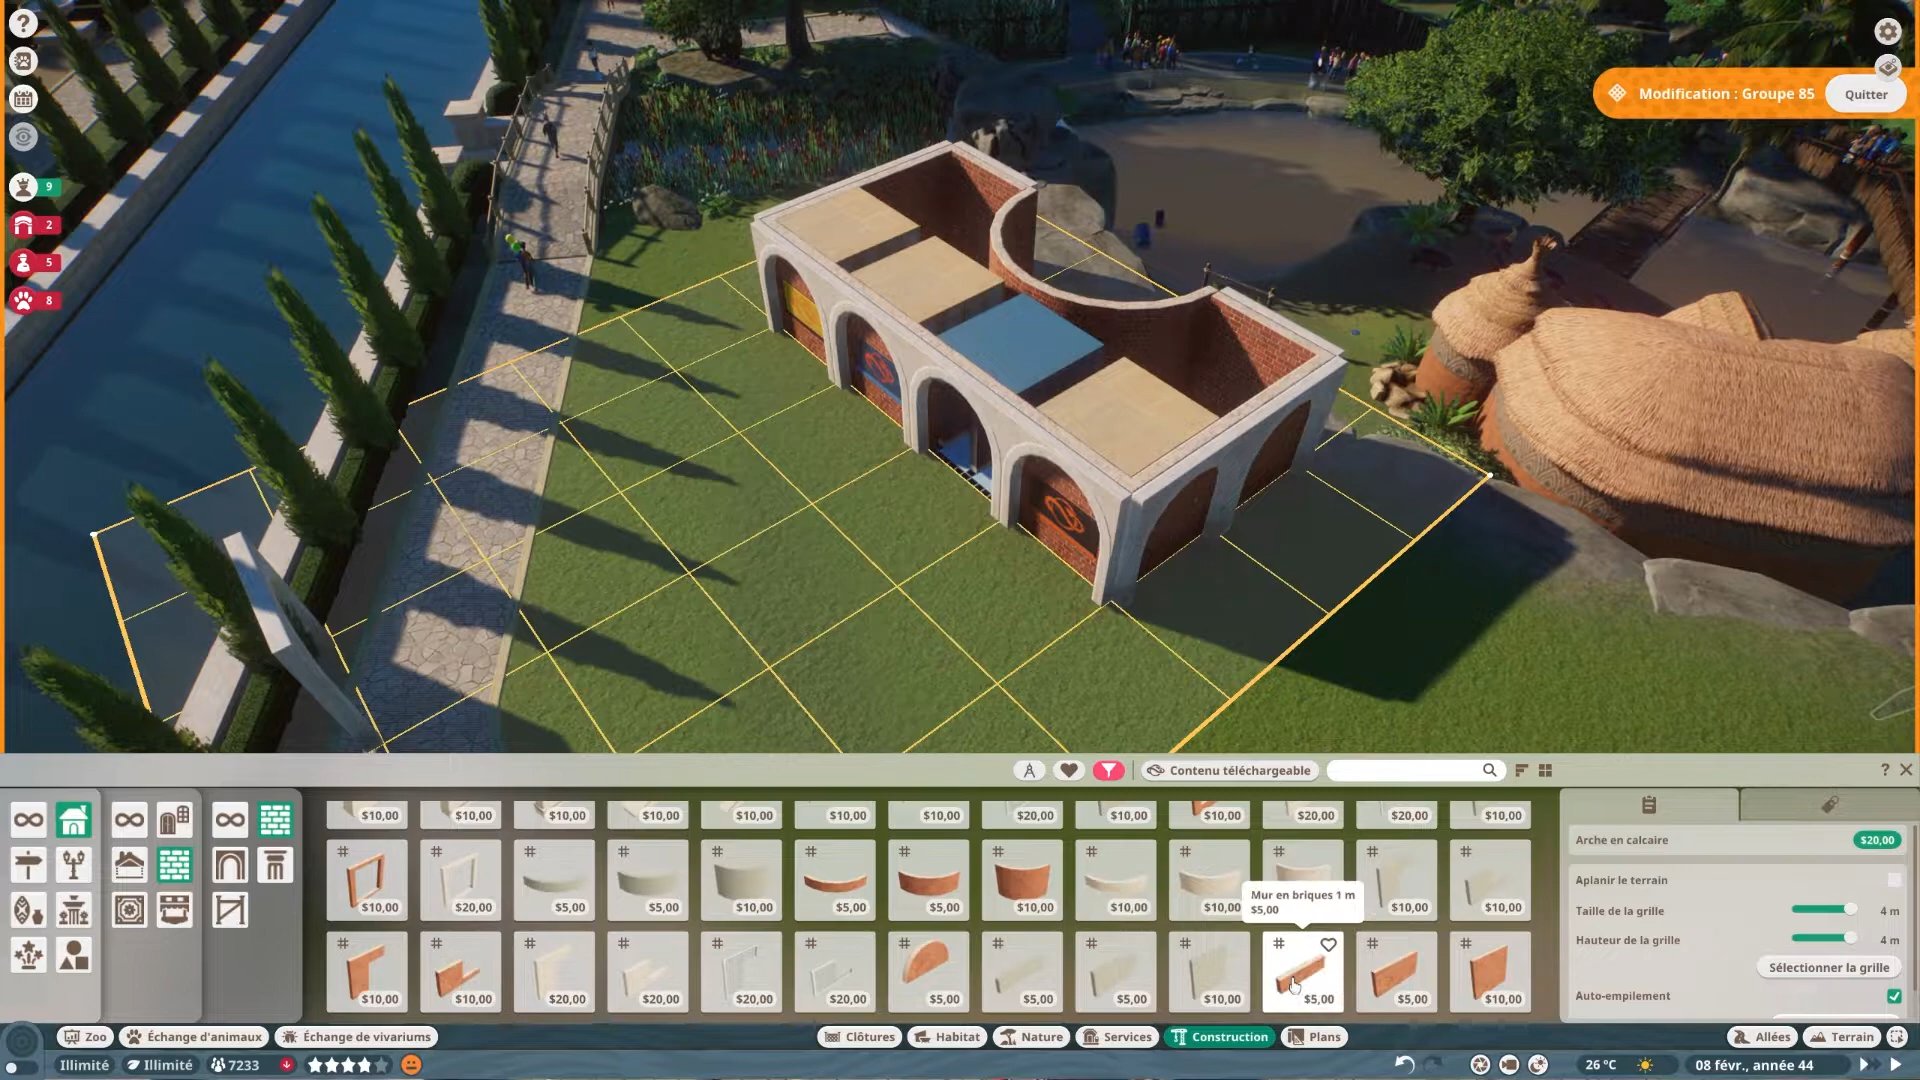 ?
Modification : Groupe 85
Quitter
9
2
5
8
Contenu téléchargeable
?
$10,00 $10,00 $10,00 $10,00 $10,00 $10,00 $10,00 $20,00 $10,00 $10,00 $20,00 $20,00 $10,00
$10,00 $20,00 $5,00 $5,00 $10,00 $5,00 $5,00 $10,00 $10,00 $10,00 $10,00 $10,00
Mur en briques 1 m
$5,00
$10,00 $10,00 $20,00 $20,00 $20,00 $20,00 $5,00 $5,00 $5,00 $10,00 $5,00 $5,00 $10,00
Arche en calcaire $20,00
Aplanir le terrain
Taille de la grille 4 m
Hauteur de la grille 4 m
Sélectionner la grille
Auto-empilement
Zoo Échange d'animaux Échange de vivariums Clôtures Habitat Nature Services Construction Plans Allées Terrain
Illimité Illimité 7233 26 °C 08 févr., année 44